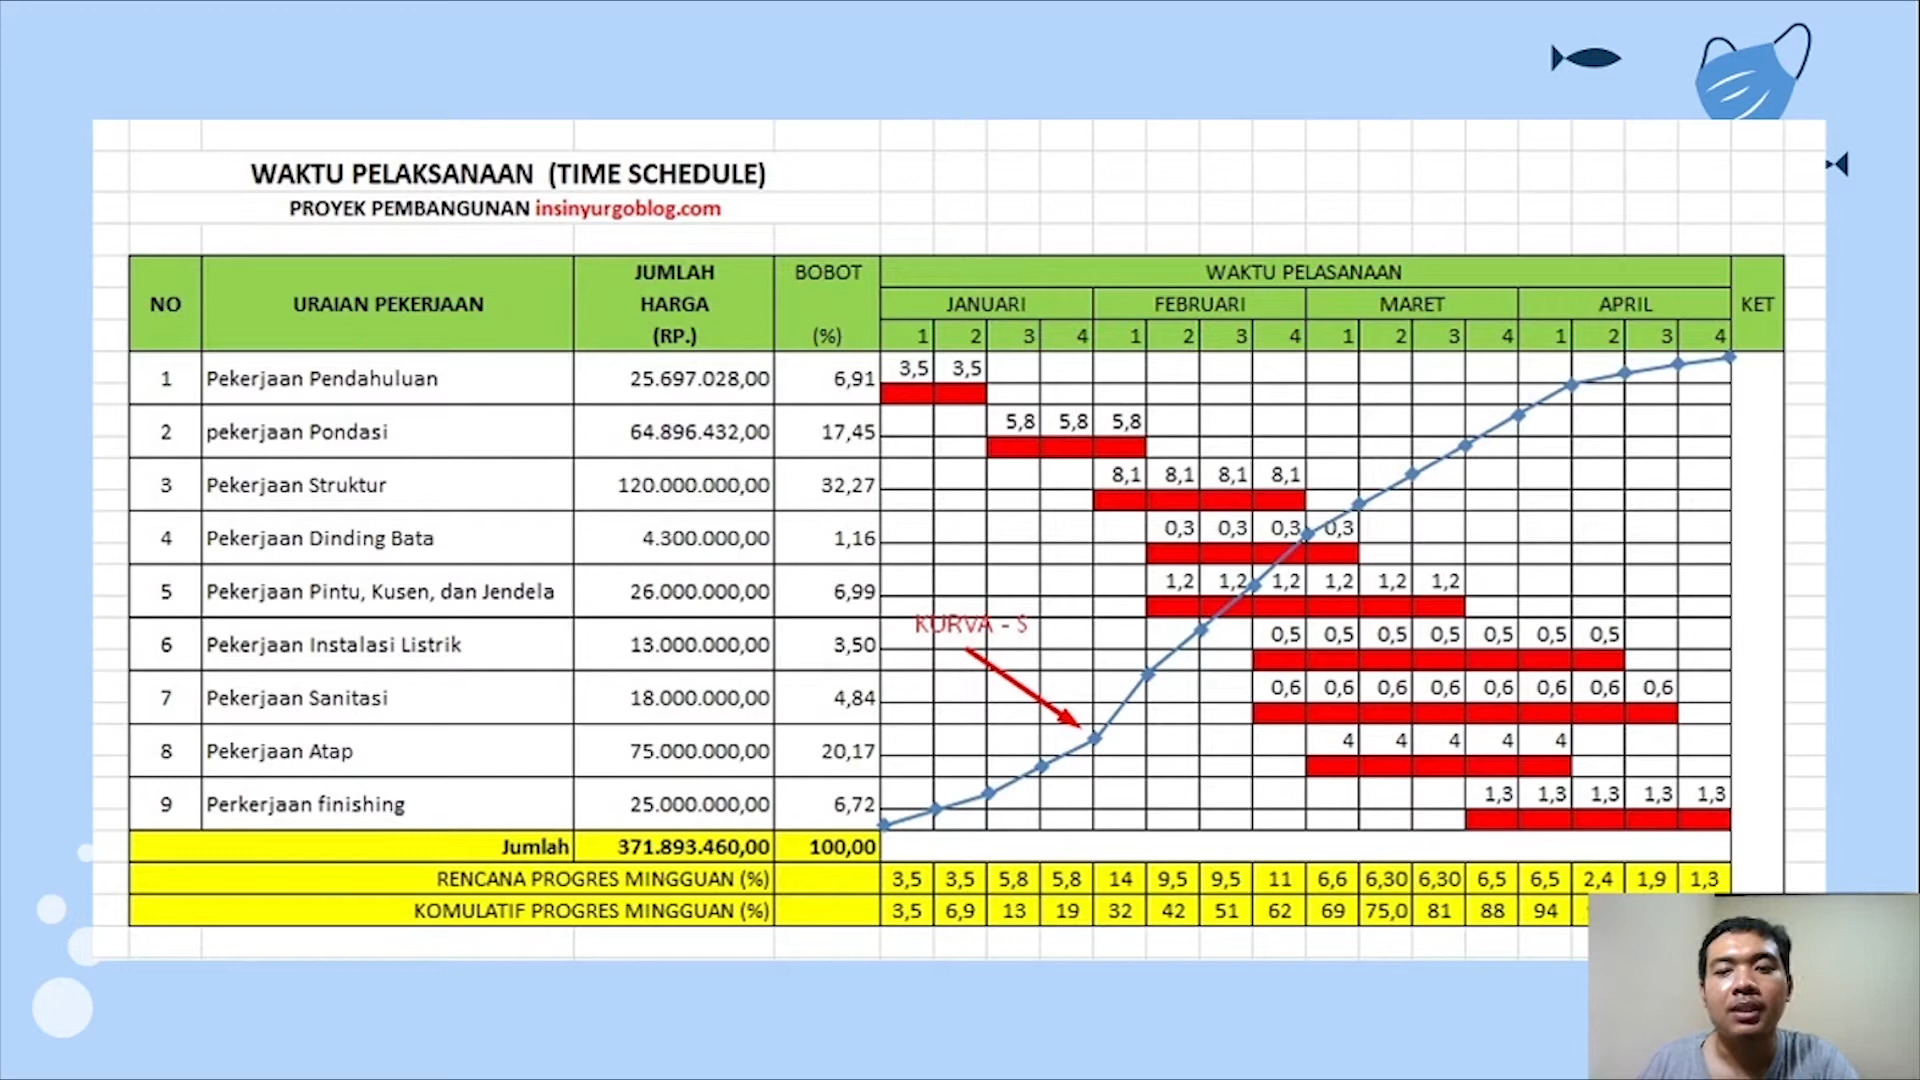 WAKTU PELAKSANAAN (TIME SCHEDULE)
PROYEK PEMBANGUNAN insinyurgoblog.com
NO URAIAN PEKERJAAN JUMLAH HARGA (RP.) BOBOT (%) WAKTU PELASANAAN KET
JANUARI FEBRUARI MARET APRIL
1 2 3 4 1 2 3 4 1 2 3 4 1 2 3 4
1 Pekerjaan Pendahuluan 25.697.028,00 6,91 3,5 3,5
2 pekerjaan Pondasi 64.896.432,00 17,45 5,8 5,8 5,8
3 Pekerjaan Struktur 120.000.000,00 32,27 8,1 8,1 8,1 8,1
4 Pekerjaan Dinding Bata 4.300.000,00 1,16 0,3 0,3 0,3 0,3
5 Pekerjaan Pintu, Kusen, dan Jendela 26.000.000,00 6,99 1,2 1,2 1,2 1,2 1,2 1,2
KURVA - S
6 Pekerjaan Instalasi Listrik 13.000.000,00 3,50 0,5 0,5 0,5 0,5 0,5 0,5 0,5
7 Pekerjaan Sanitasi 18.000.000,00 4,84 0,6 0,6 0,6 0,6 0,6 0,6 0,6 0,6
8 Pekerjaan Atap 75.000.000,00 20,17 4 4 4 4 4
9 Perkerjaan finishing 25.000.000,00 6,72 1,3 1,3 1,3 1,3 1,3
Jumlah 371.893.460,00 100,00
RENCANA PROGRES MINGGUAN (%) 3,5 3,5 5,8 5,8 14 9,5 9,5 11 6,6 6,30 6,30 6,5 6,5 2,4 1,9 1,3
KOMULATIF PROGRES MINGGUAN (%) 3,5 6,9 13 19 32 42 51 62 69 75,0 81 88 94